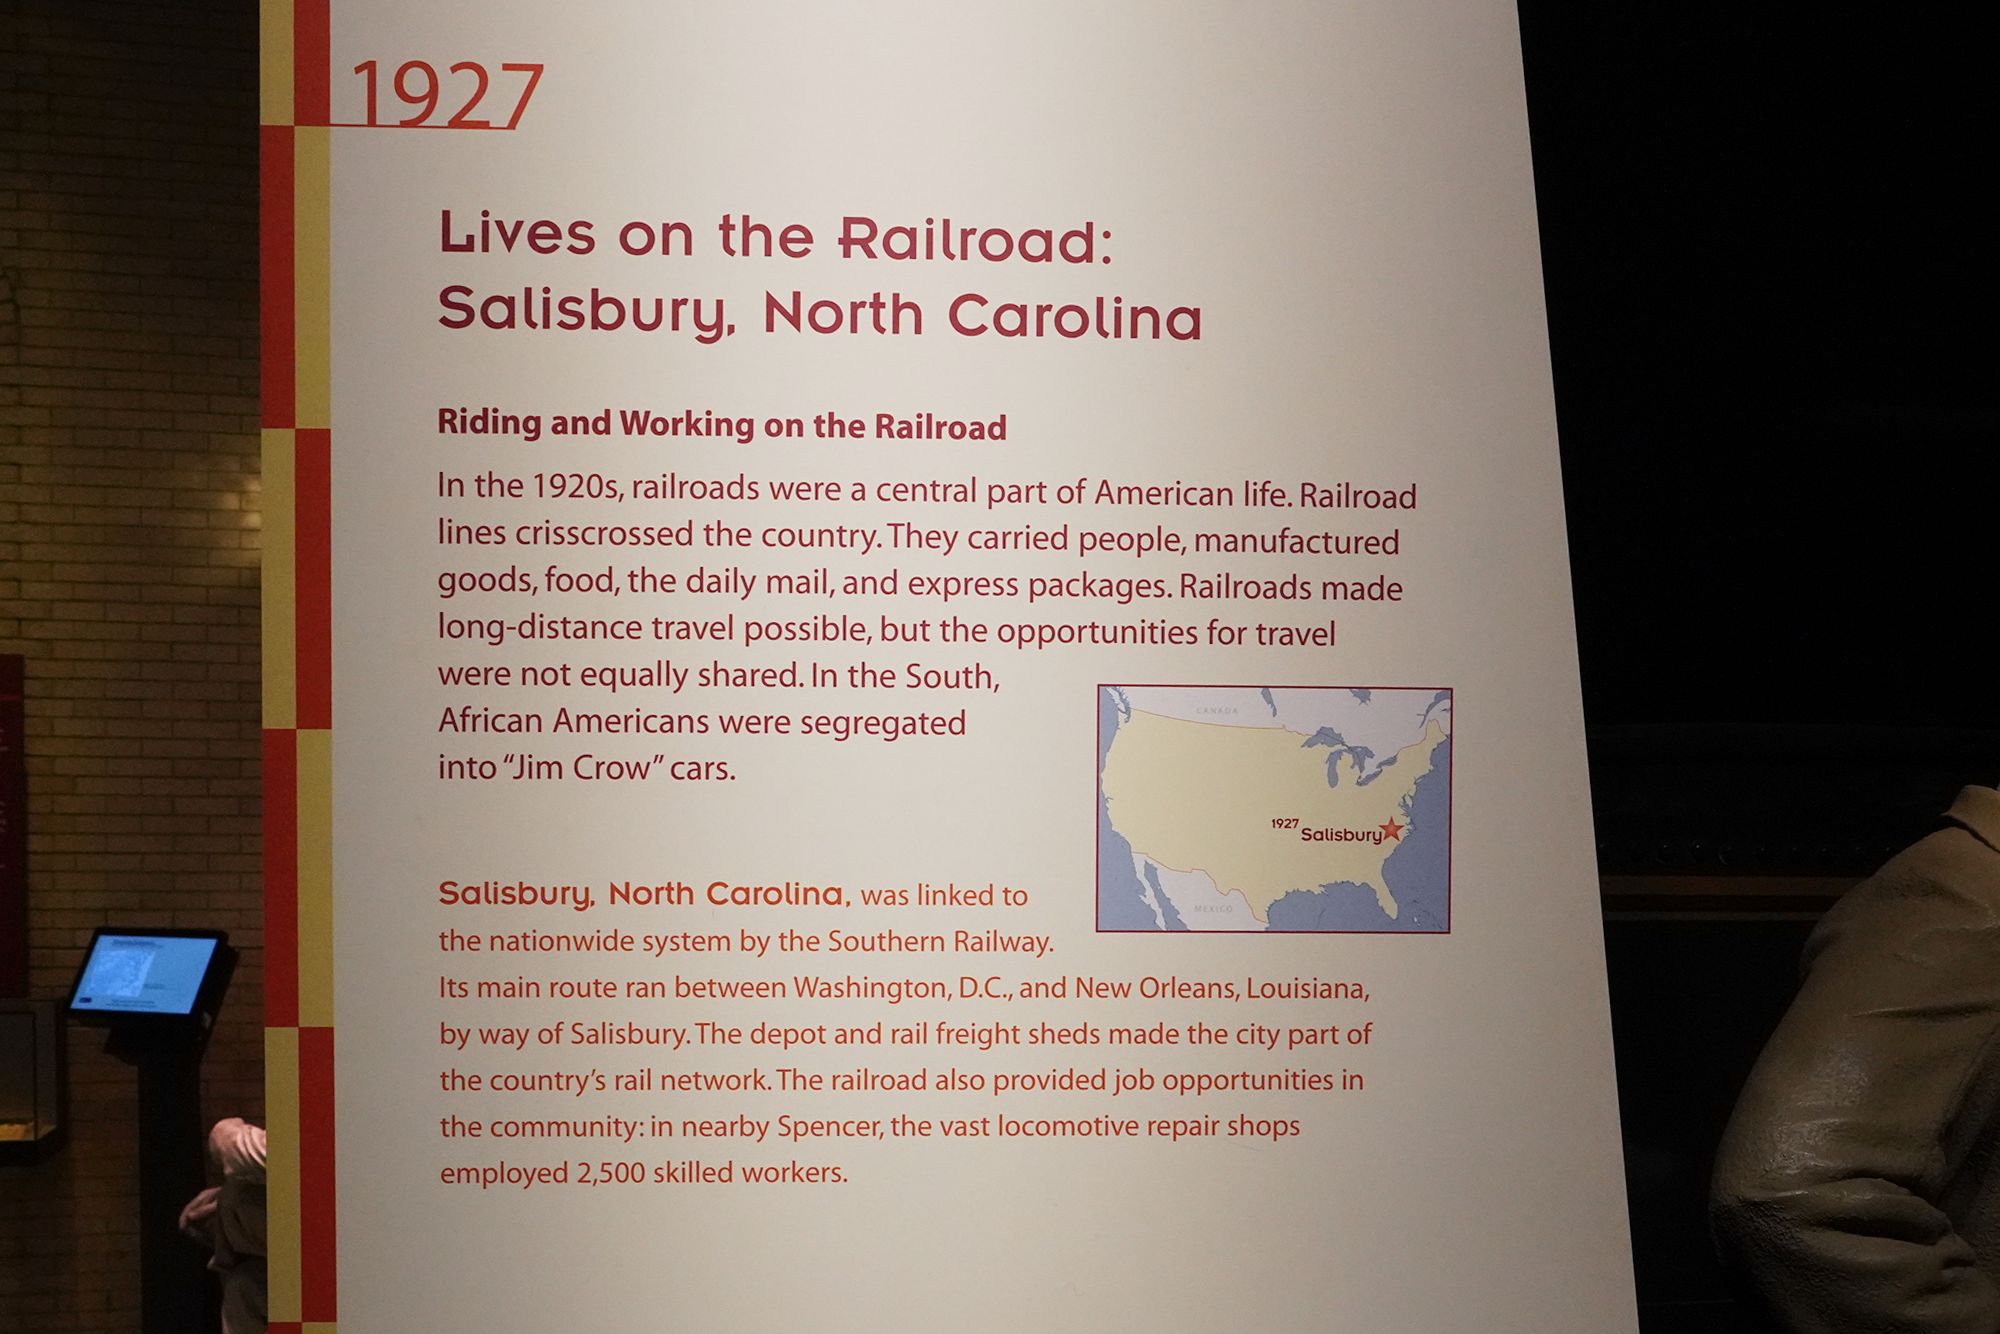 1927
Lives on the Railroad:
Salisbury, North Carolina
Riding and Working on the Railroad
In the 1920s, railroads were a central part of American life. Railroad
lines crisscrossed the country. They carried people, manufactured
goods, food, the daily mail, and express packages. Railroads made
long-distance travel possible, but the opportunities for travel
were not equally shared. In the South,
African Americans were segregated
into “Jim Crow” cars.
CANADA
1927 Salisbury
MEXICO
Salisbury, North Carolina, was linked to
the nationwide system by the Southern Railway.
Its main route ran between Washington, D.C., and New Orleans, Louisiana,
by way of Salisbury. The depot and rail freight sheds made the city part of
the country’s rail network. The railroad also provided job opportunities in
the community: in nearby Spencer, the vast locomotive repair shops
employed 2,500 skilled workers.